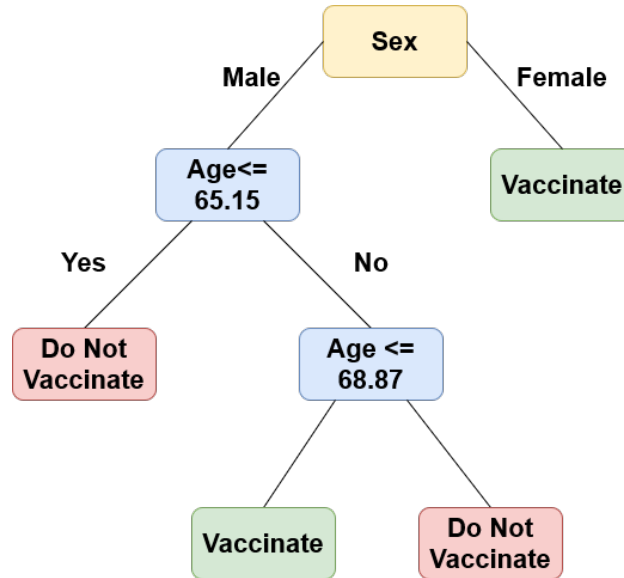 Sex
Male
Female
Age<=
65.15
Vaccinate
Yes
No
Do Not
Vaccinate
Age <=
68.87
Vaccinate
Do Not
Vaccinate